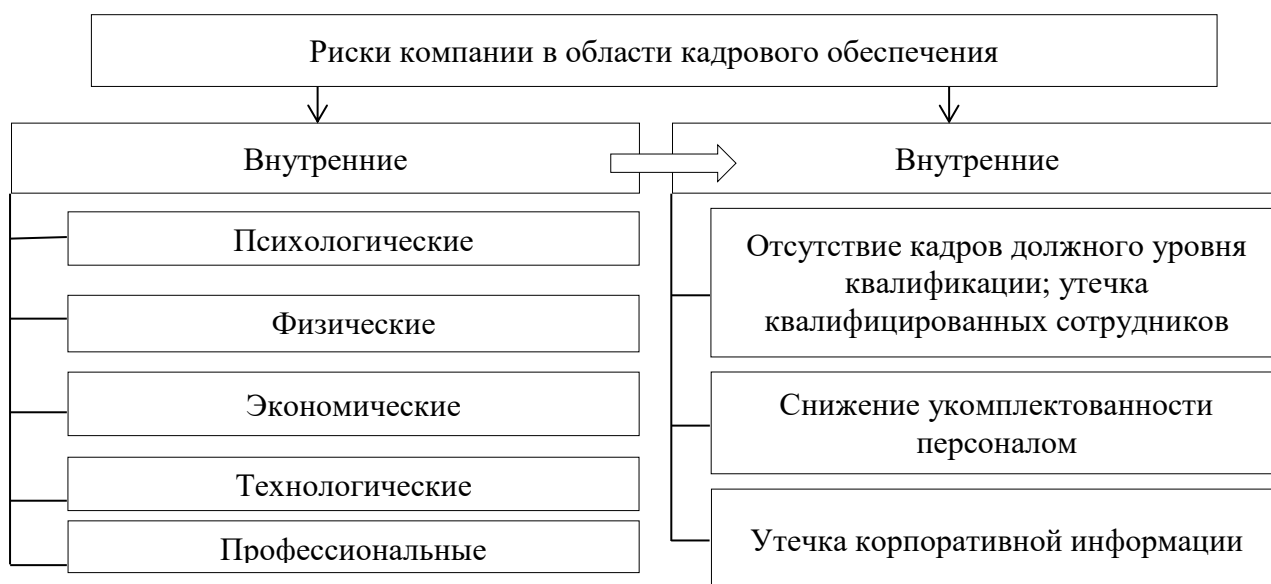 Риски компании в области кадрового обеспечения
Внутренние
Психологические
Физические
Экономические
Технологические
Профессиональные
Внутренние
Отсутствие кадров должного уровня
квалификации; утечка
квалифицированных сотрудников
Снижение укомплектованности
персоналом
Утечка корпоративной информации